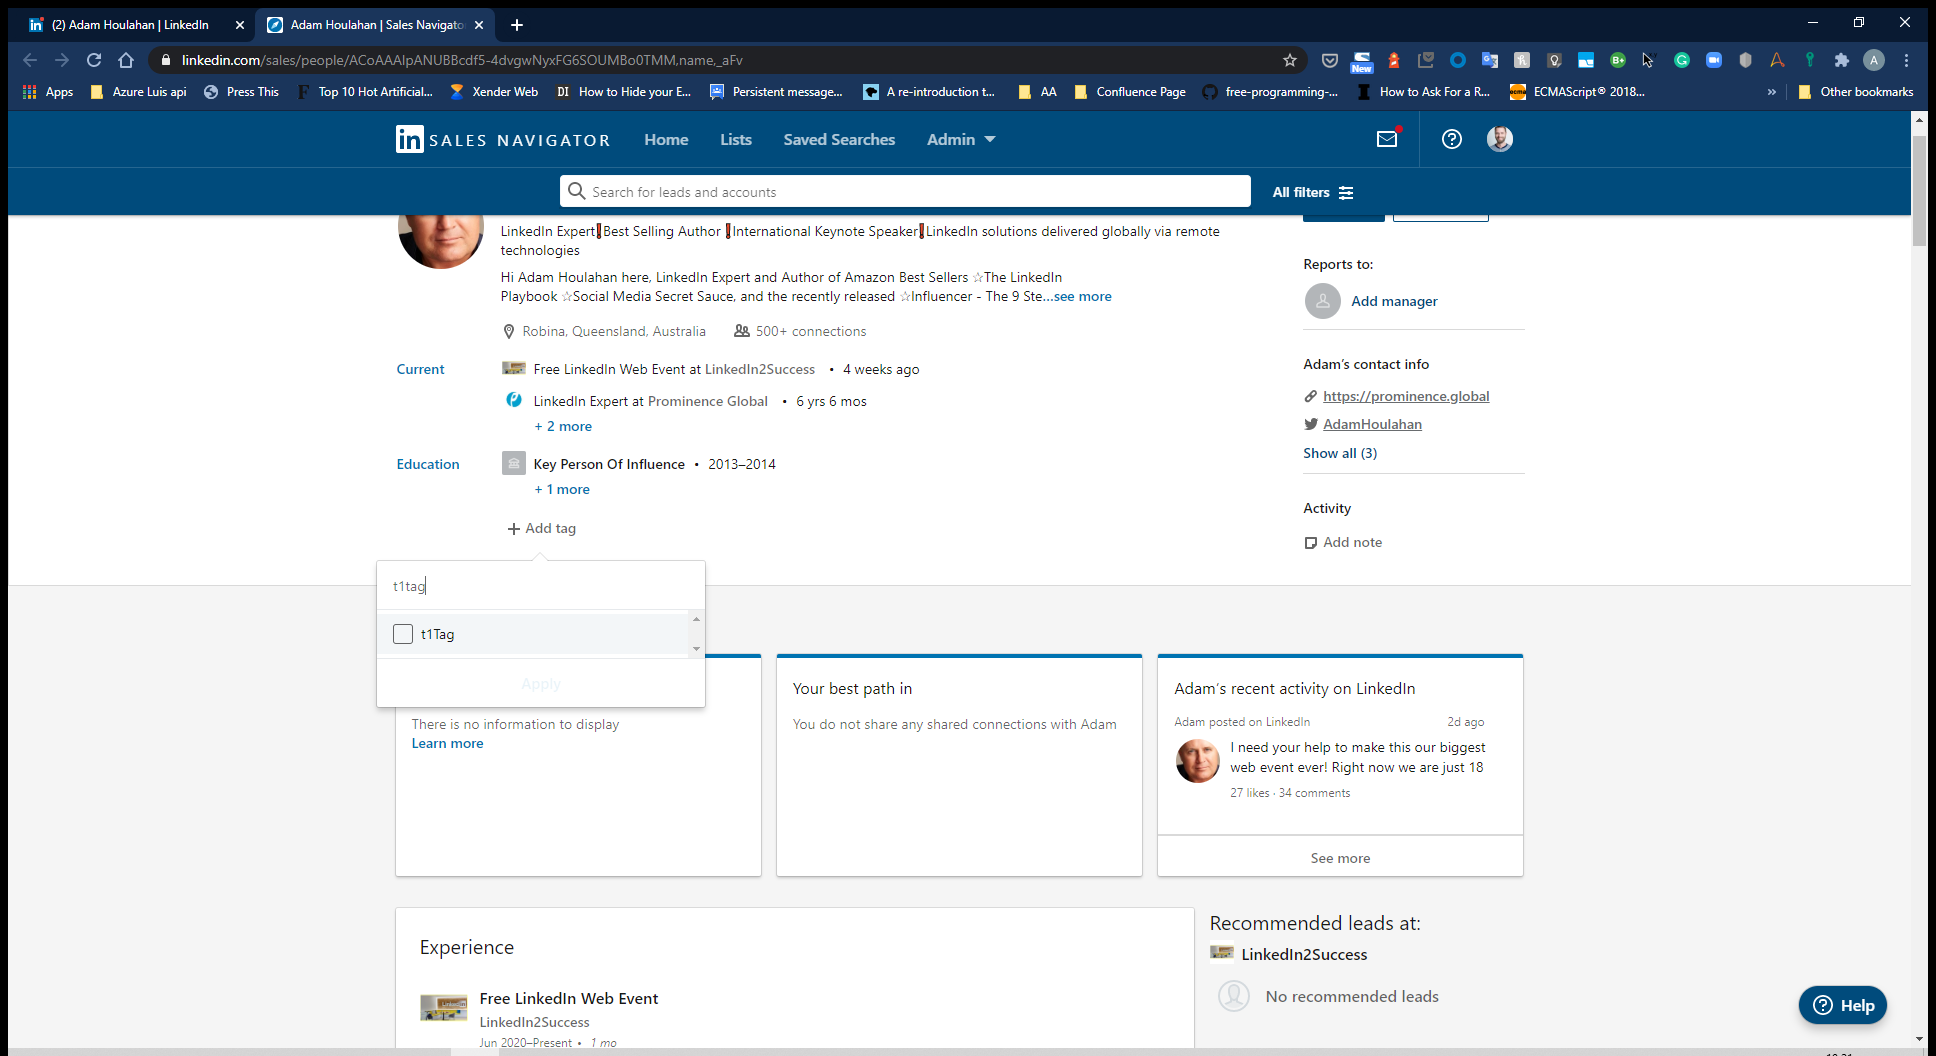 (2) Adam Houlahan | LinkedIn
Adam Houlahan | Sales Navigato
linkedin.com/sales/people/ACoAAAIpANUBBcdf5-4dvgwNyxFG6SOUMBo0TMM,name,_aFv
New
A
Apps
Azure Luis api
Press This
Top 10 Hot Artificial...
Xender Web
DI How to Hide your E...
Persistent message...
A re-introduction t...
AA
Confluence Page
free-programming-...
How to Ask For a R...
ECMAScript® 2018...
»
Other bookmarks
in SALES NAVIGATOR
Home
Lists
Saved Searches
Admin
Search for leads and accounts
All filters
LinkedIn Expert❗Best Selling Author ❗International Keynote Speaker❗LinkedIn solutions delivered globally via remote
technologies
Hi Adam Houlahan here, LinkedIn Expert and Author of Amazon Best Sellers ☆The LinkedIn
Playbook ☆Social Media Secret Sauce, and the recently released ☆Influencer - The 9 Ste...see more
Robina, Queensland, Australia
500+ connections
Current
Free LinkedIn Web Event at LinkedIn2Success • 4 weeks ago
LinkedIn Expert at Prominence Global • 6 yrs 6 mos
+ 2 more
Education
Key Person Of Influence • 2013–2014
+ 1 more
+ Add tag
t1tag
t1Tag
Apply
Reports to:
Add manager
Adam's contact info
https://prominence.global
AdamHoulahan
Show all (3)
Activity
Add note
There is no information to display
Learn more
Your best path in
You do not share any shared connections with Adam
Adam's recent activity on LinkedIn
Adam posted on LinkedIn
2d ago
I need your help to make this our biggest
web event ever! Right now we are just 18
27 likes · 34 comments
See more
Experience
Free LinkedIn Web Event
LinkedIn2Success
Jun 2020–Present • 1 mo
Recommended leads at:
LinkedIn2Success
No recommended leads
Help